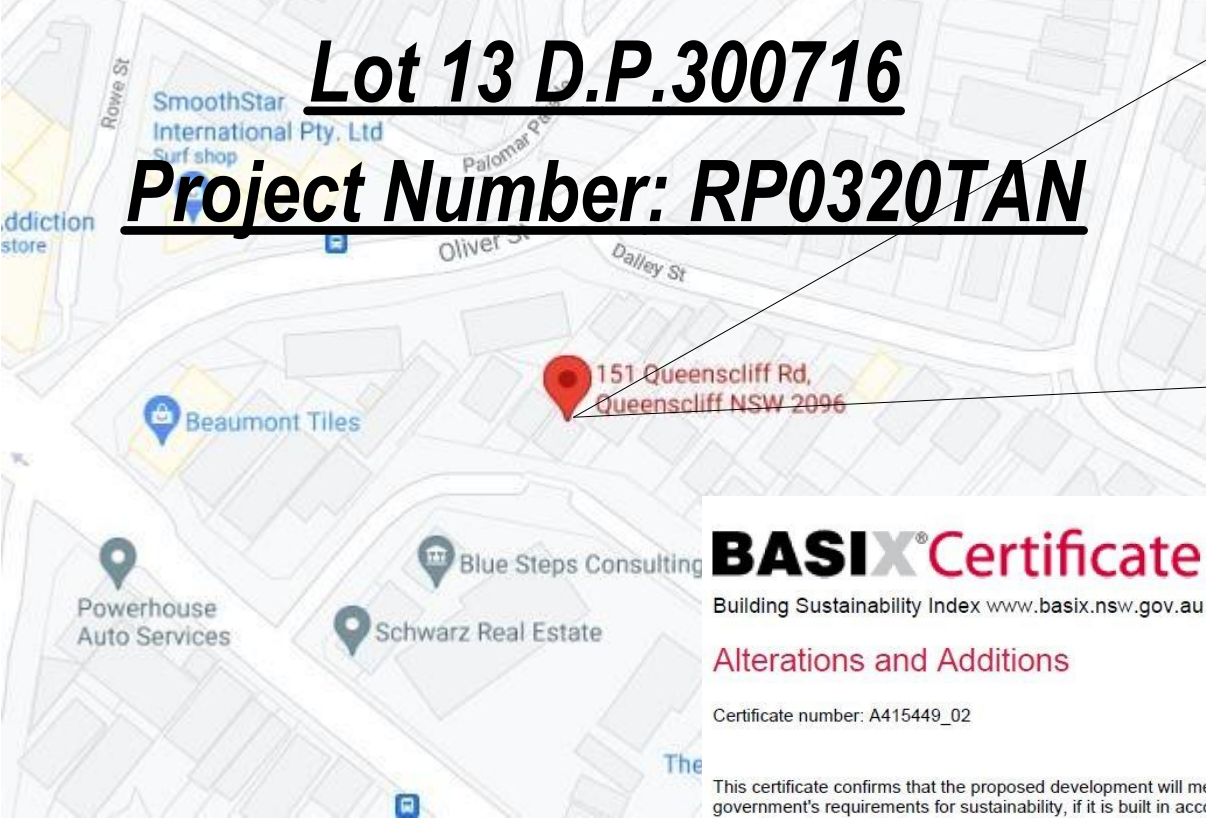 Lot 13 D.P.300716
Project Number: RP0320TAN
Rowe St
SmoothStar
International Pty. Ltd
Surf shop
Palomar
ddiction
store
Oliver St
Dalley St
151 Queenscliff Rd,
Queenscliff NSW 2096
Beaumont Tiles
Blue Steps Consulting
Powerhouse
Auto Services
Schwarz Real Estate
The
BASIX® Certificate
Building Sustainability Index www.basix.nsw.gov.au
Alterations and Additions
Certificate number: A415449_02
This certificate confirms that the proposed development will me
government's requirements for sustainability, if it is built in acco